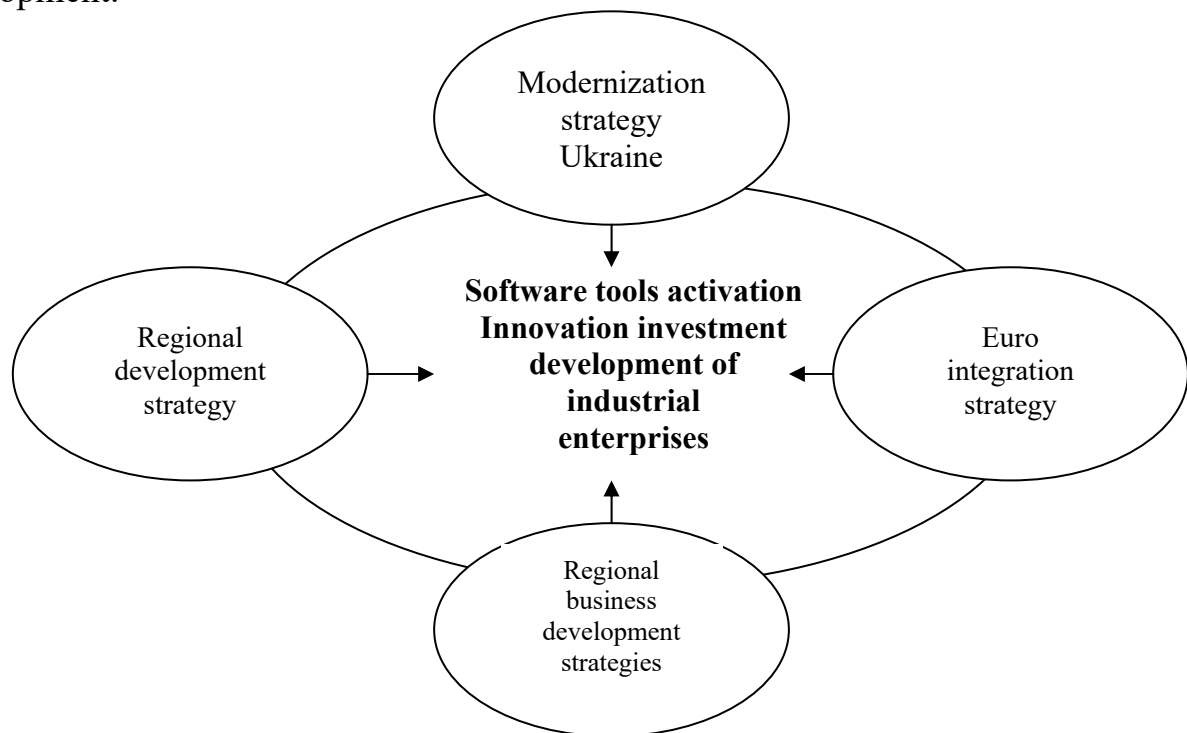 opment.
Modernization
strategy
Ukraine
Software tools activation
Innovation investment
development of
industrial
enterprises
Regional
development
strategy
Euro
integration
strategy
Regional
business
development
strategies